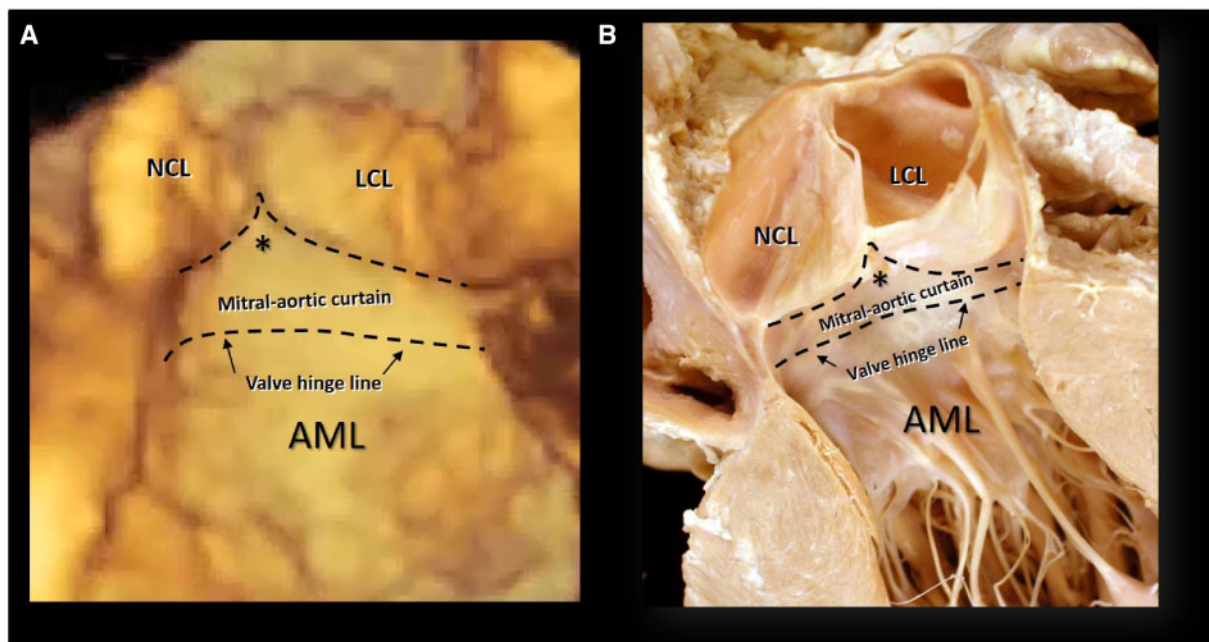 A
NCL
LCL
*
Mitral-aortic curtain
Valve hinge line
AML
B
LCL
NCL
*
Mitral-aortic curtain
Valve hinge line
AML